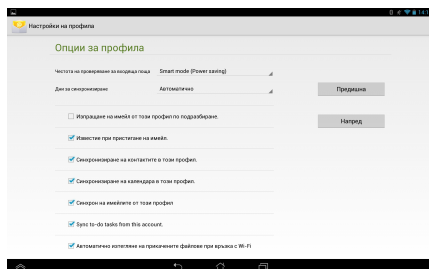 Настройки на профила
Опции за профила
Честота на проверяване за входяща поща Smart mode (Power saving)
Дни за синхронизиране Автоматично
Предишна
Изпращане на имейл от този профил по подразбиране.
Напред
Известие при пристигане на имейл.
Синхронизиране на контактите в този профил.
Синхронизиране на календара в този профил.
Синхрон на имейлите от този профил
Sync to-do tasks from this account.
Автоматично изтегляне на прикачените файлове при връзка с Wi-Fi